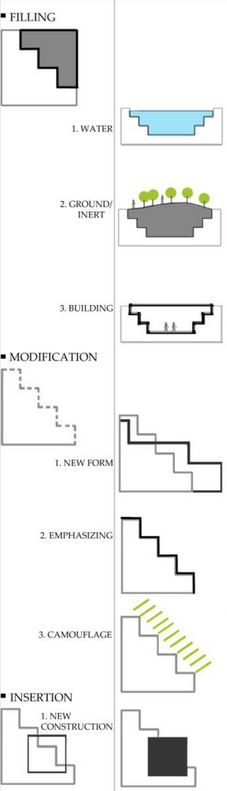 ▪ FILLING
1. WATER
2. GROUND/
INERT
3. BUILDING
▪ MODIFICATION
1. NEW FORM
2. EMPHASIZING
3. CAMOUFLAGE
▪ INSERTION
1. NEW
CONSTRUCTION